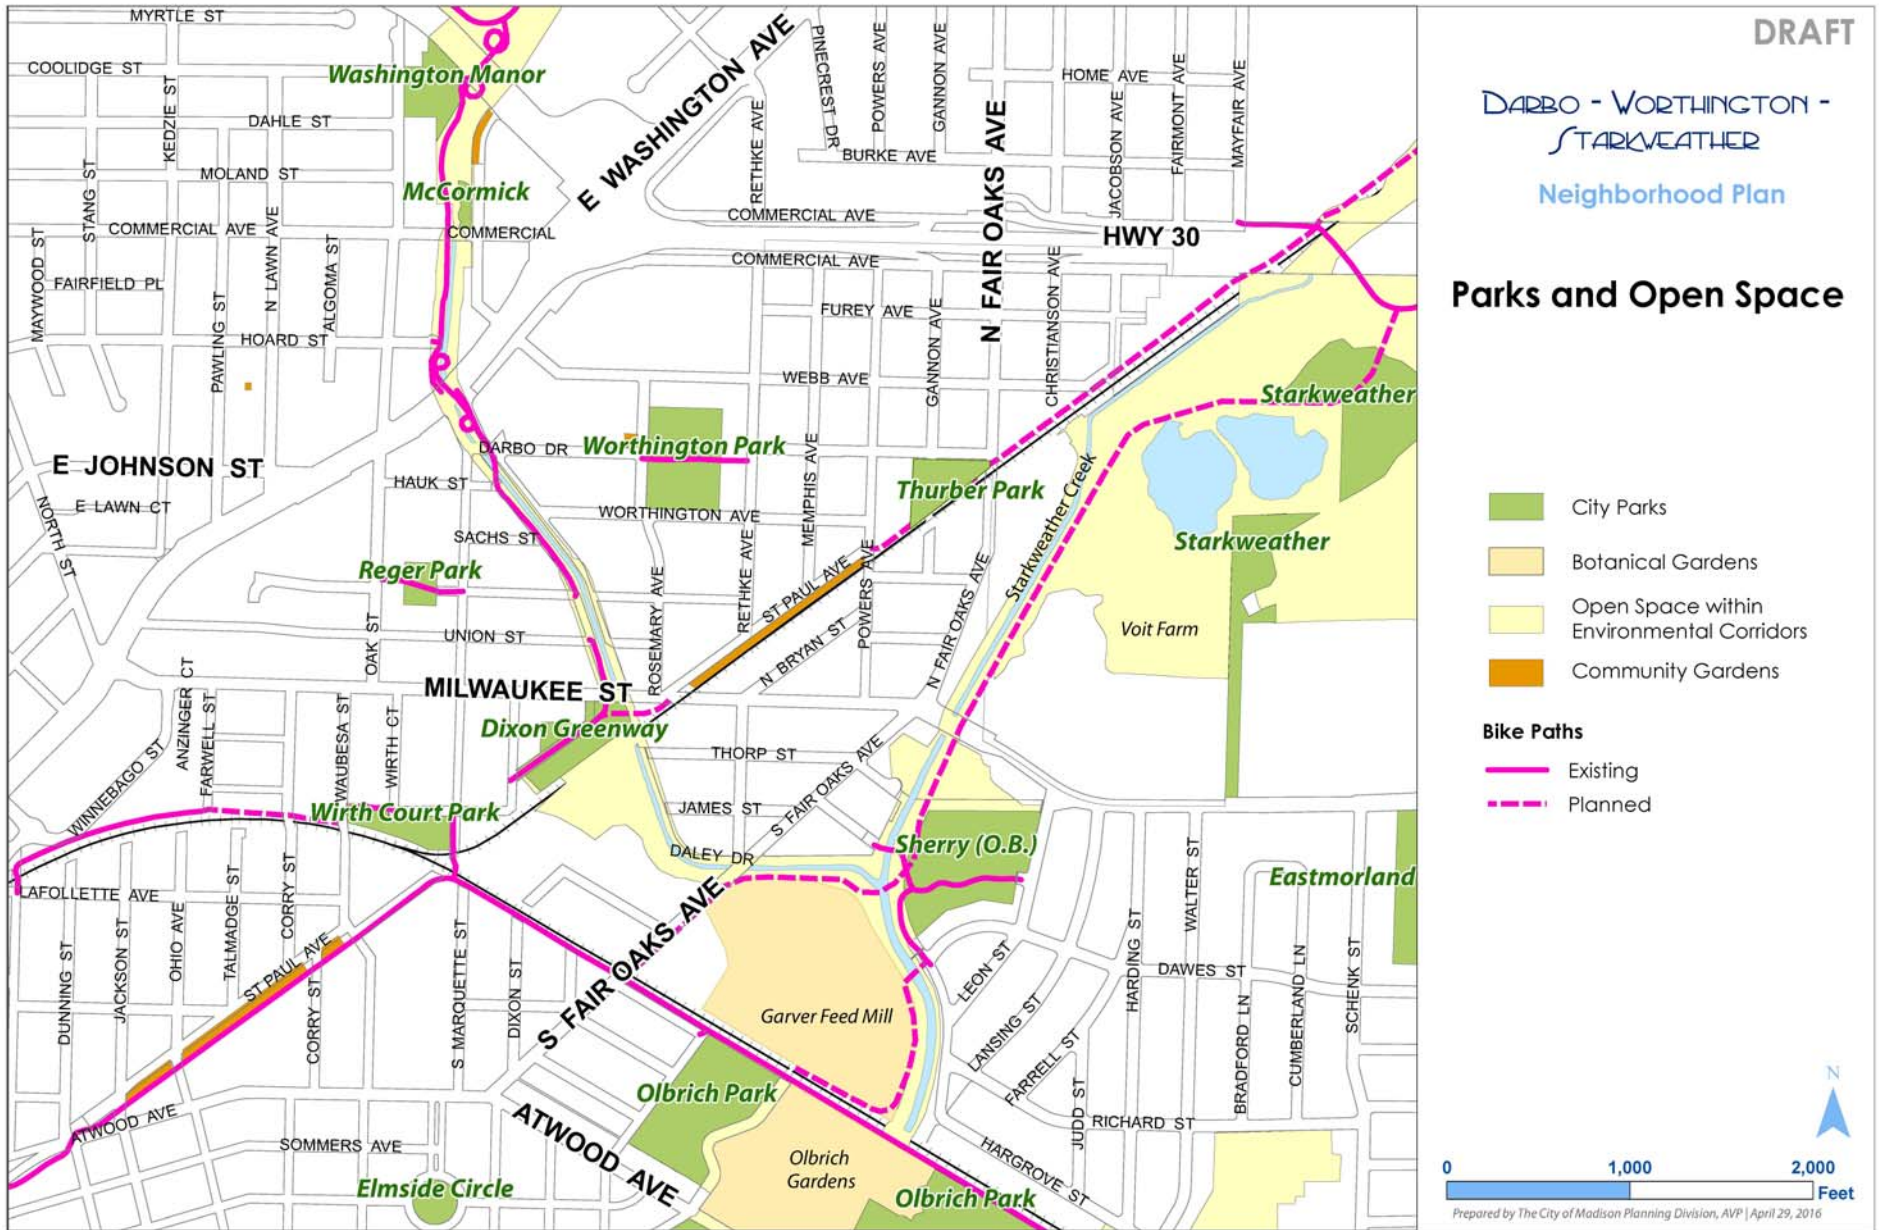 MYRTLE ST
COOLIDGE ST
KEDZIE ST
DAHLE ST
STANG ST
MOLAND ST
COMMERCIAL AVE
MAYWOOD ST
N LAWN AVE
ALGOMA ST
FAIRFIELD PL
PAWLING ST
HOARD ST
Washington Manor
McCormick
COMMERCIAL
E WASHINGTON AVE
PINECREST DR
POWERS AVE
GANNON AVE
RETHKE AVE
BURKE AVE
N FAIR OAKS AVE
HOME AVE
JACOBSON AVE
FAIRMONT AVE
MAYFAIR AVE
COMMERCIAL AVE
HWY 30
COMMERCIAL AVE
FUREY AVE
GANNON AVE
CHRISTIANSON AVE
WEBB AVE
E JOHNSON ST
E LAWN CT
NORTH ST
HAUK ST
DARBO DR
Worthington Park
SACHS ST
WORTHINGTON AVE
MEMPHIS AVE
Thurber Park
Starkweather Creek
Starkweather
Starkweather
Voit Farm
Reger Park
UNION ST
OAK ST
ROSEMARY AVE
RETHKE AVE
ST PAUL AVE
POWERS AVE
N BRYAN ST
N FAIR OAKS AVE
MILWAUKEE ST
Dixon Greenway
WINNEBAGO ST
ANZINGER CT
FARWELL ST
WAUBESA ST
WIRTH CT
Wirth Court Park
THORP ST
JAMES ST
S FAIR OAKS AVE
DALEY DR
Sherry (O.B.)
Eastmorland
LAFOLLETTE AVE
DUNNING ST
JACKSON ST
OHIO AVE
TALMADGE ST
CORRY ST
ST PAUL AVE
CORRY ST
S MARQUETTE ST
DIXON ST
S FAIR OAKS AVE
Garver Feed Mill
LEON ST
LANSING ST
FARRELL ST
JUDD ST
HARDING ST
WALTER ST
DAWES ST
BRADFORD LN
CUMBERLAND LN
SCHENK ST
RICHARD ST
HARGROVE ST
Olbrich Park
ATWOOD AVE
SOMMERS AVE
Elmside Circle
ATWOOD AVE
Olbrich
Gardens
Olbrich Park
DRAFT
DARBO - WORTHINGTON -
STARKWEATHER
Neighborhood Plan
Parks and Open Space
City Parks
Botanical Gardens
Open Space within
Environmental Corridors
Community Gardens
Bike Paths
Existing
Planned
N
0 1,000 2,000
Feet
Prepared by The City of Madison Planning Division, AVP | April 29, 2016